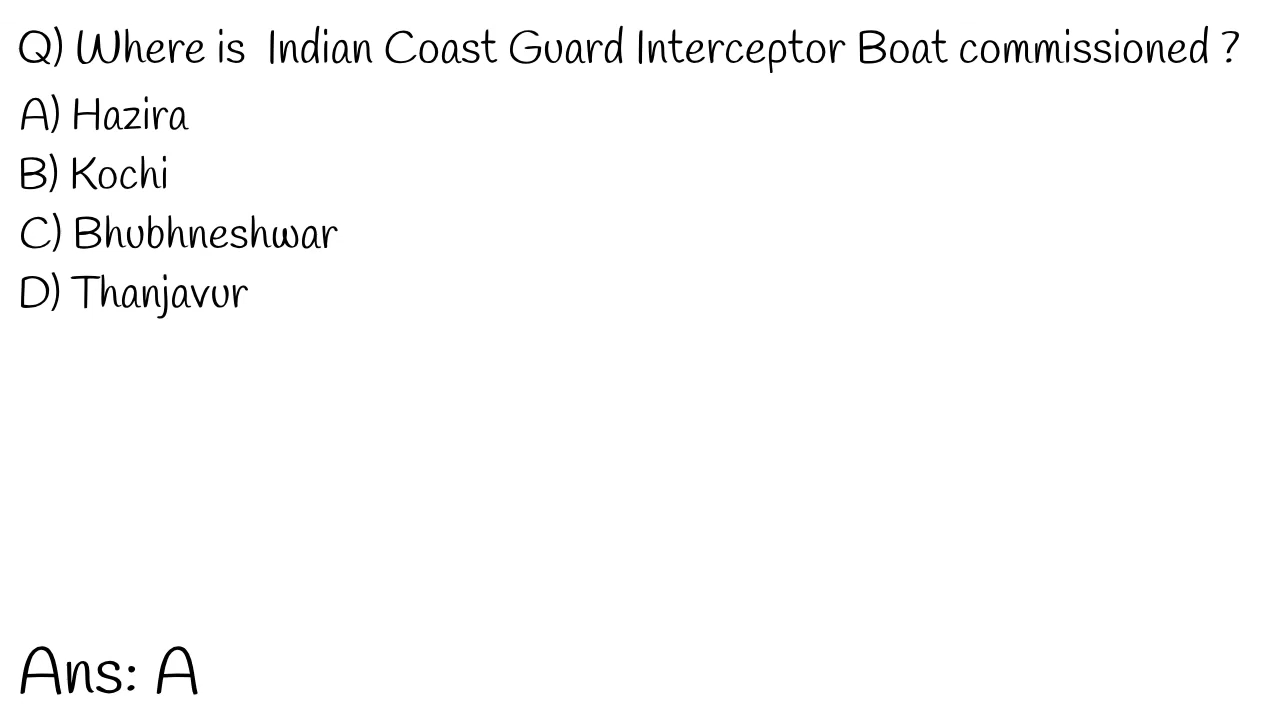 Q) Where is  Indian Coast Guard Interceptor Boat commissioned ?
A) Hazira
B) Kochi
C) Bhubhneshwar
D) Thanjavur
Ans: A